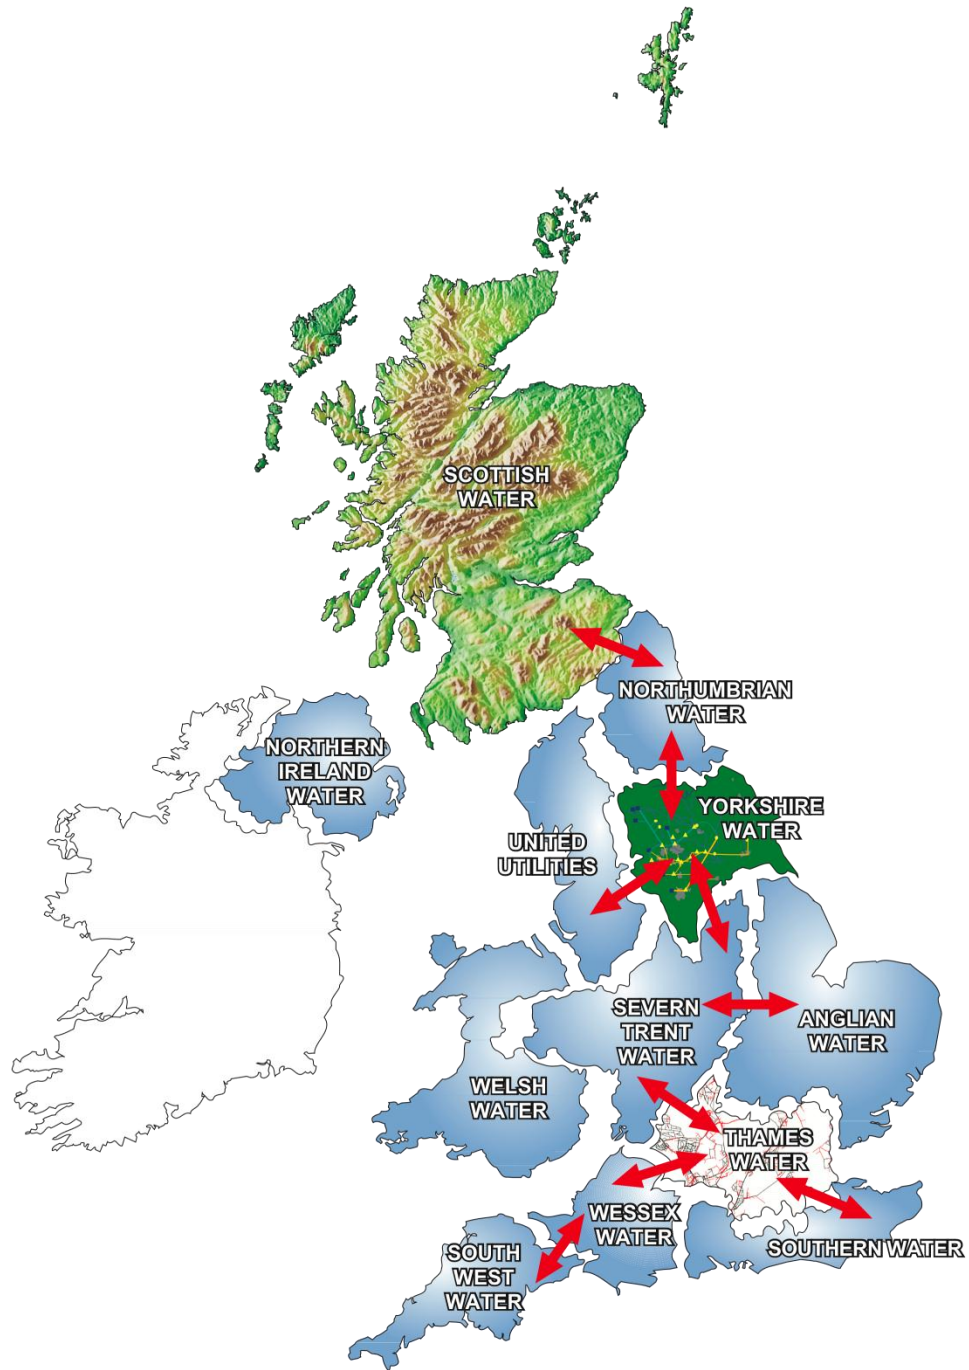 SCOTTISH
WATER
NORTHUMBRIAN
WATER
NORTHERN
IRELAND
WATER
YORKSHIRE
WATER
UNITED
UTILITIES
SEVERN
TRENT
WATER
ANGLIAN
WATER
WELSH
WATER
THAMES
WATER
WESSEX
WATER
SOUTHERN WATER
SOUTH
WEST
WATER